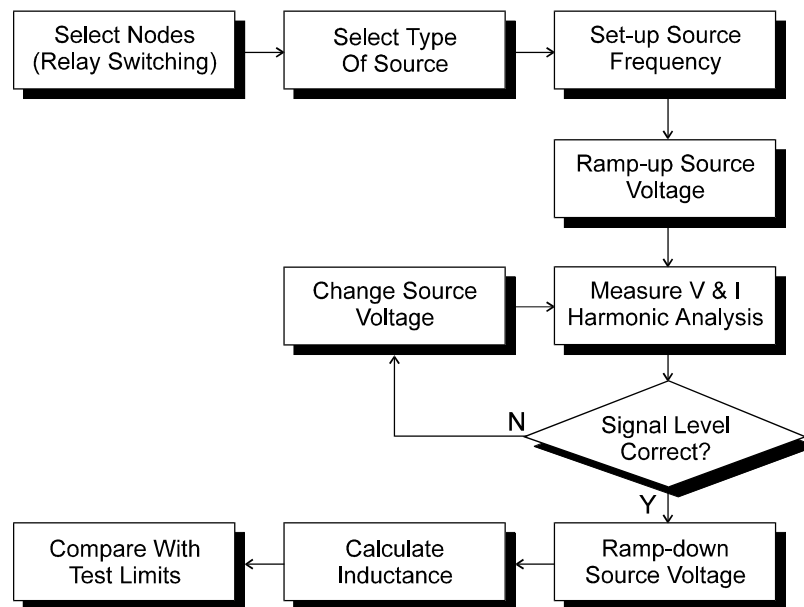 Select Nodes
(Relay Switching)
Select Type
Of Source
Set-up Source
Frequency
Ramp-up Source
Voltage
Change Source
Voltage
Measure V & I
Harmonic Analysis
N
Signal Level
Correct?
Y
Compare With
Test Limits
Calculate
Inductance
Ramp-down
Source Voltage